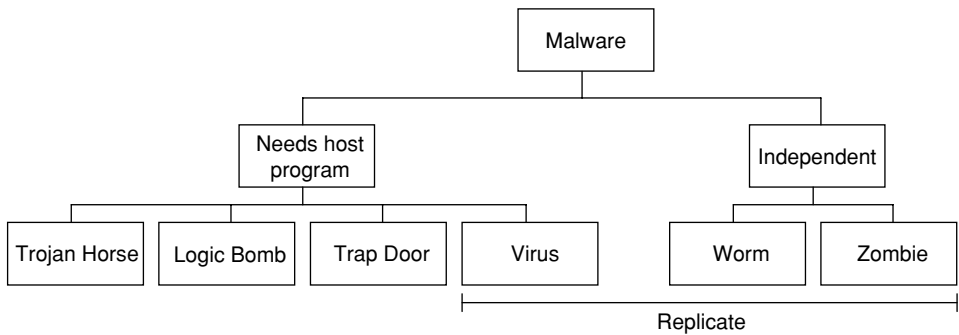 Malware
Needs host
program
Independent
Trojan Horse
Logic Bomb
Trap Door
Virus
Worm
Zombie
Replicate